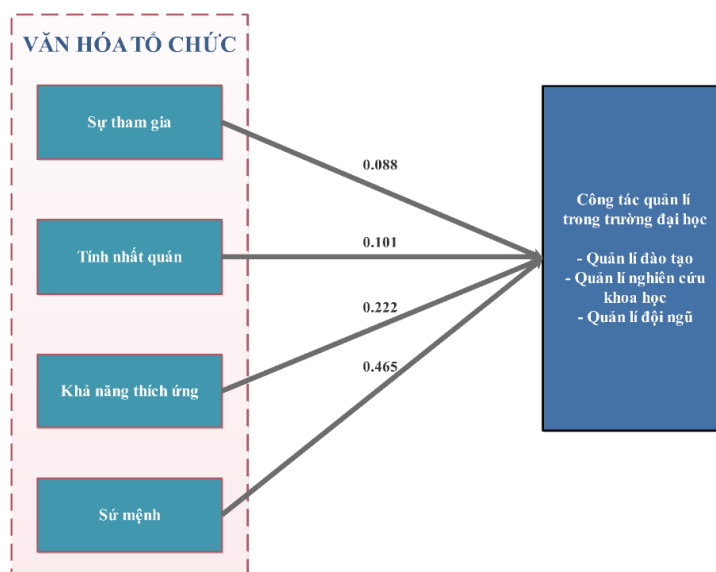 VĂN HÓA TỔ CHỨC
Sự tham gia
Tính nhất quán
Khả năng thích ứng
Sứ mệnh
0.088
0.101
0.222
0.465
Công tác quản lí
trong trường đại học
- Quản lí đào tạo
- Quản lí nghiên cứu
khoa học
- Quản lí đội ngũ